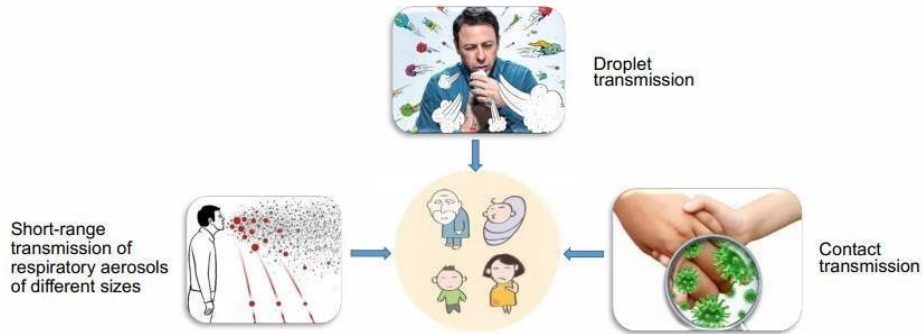 Droplet
transmission
Short-range
transmission of
respiratory aerosols
of different sizes
Contact
transmission